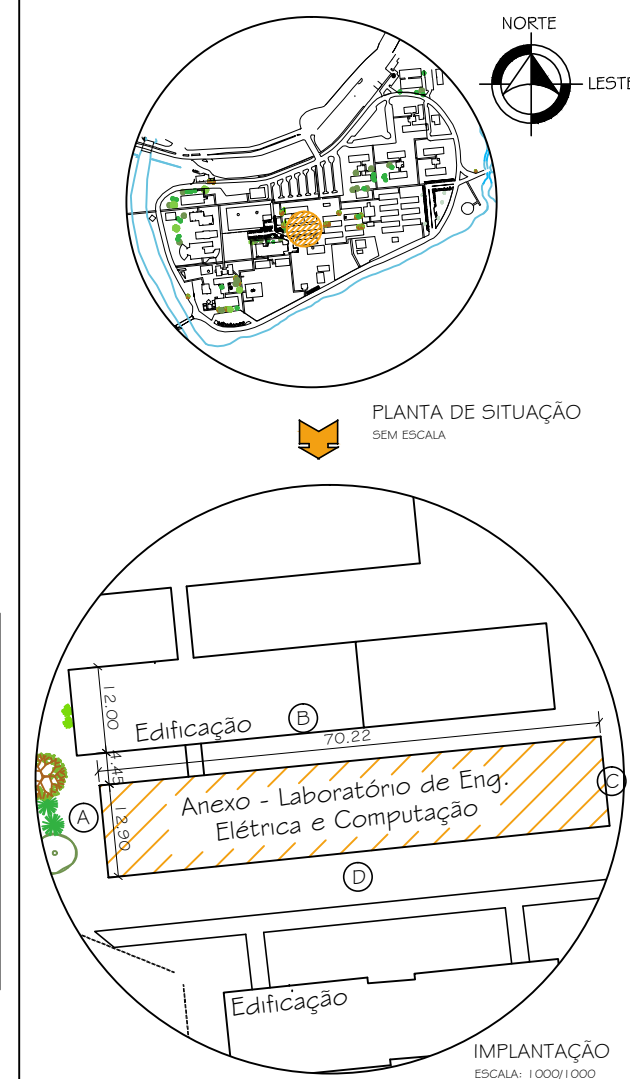 NORTE
LESTE
PLANTA DE SITUAÇÃO
SEM ESCALA
12.00
Edificação
B
70.22
4.45
Anexo - Laboratório de Eng.
Elétrica e Computação
C
A
12.90
D
Edificação
IMPLANTAÇÃO
ESCALA: 1000/1000